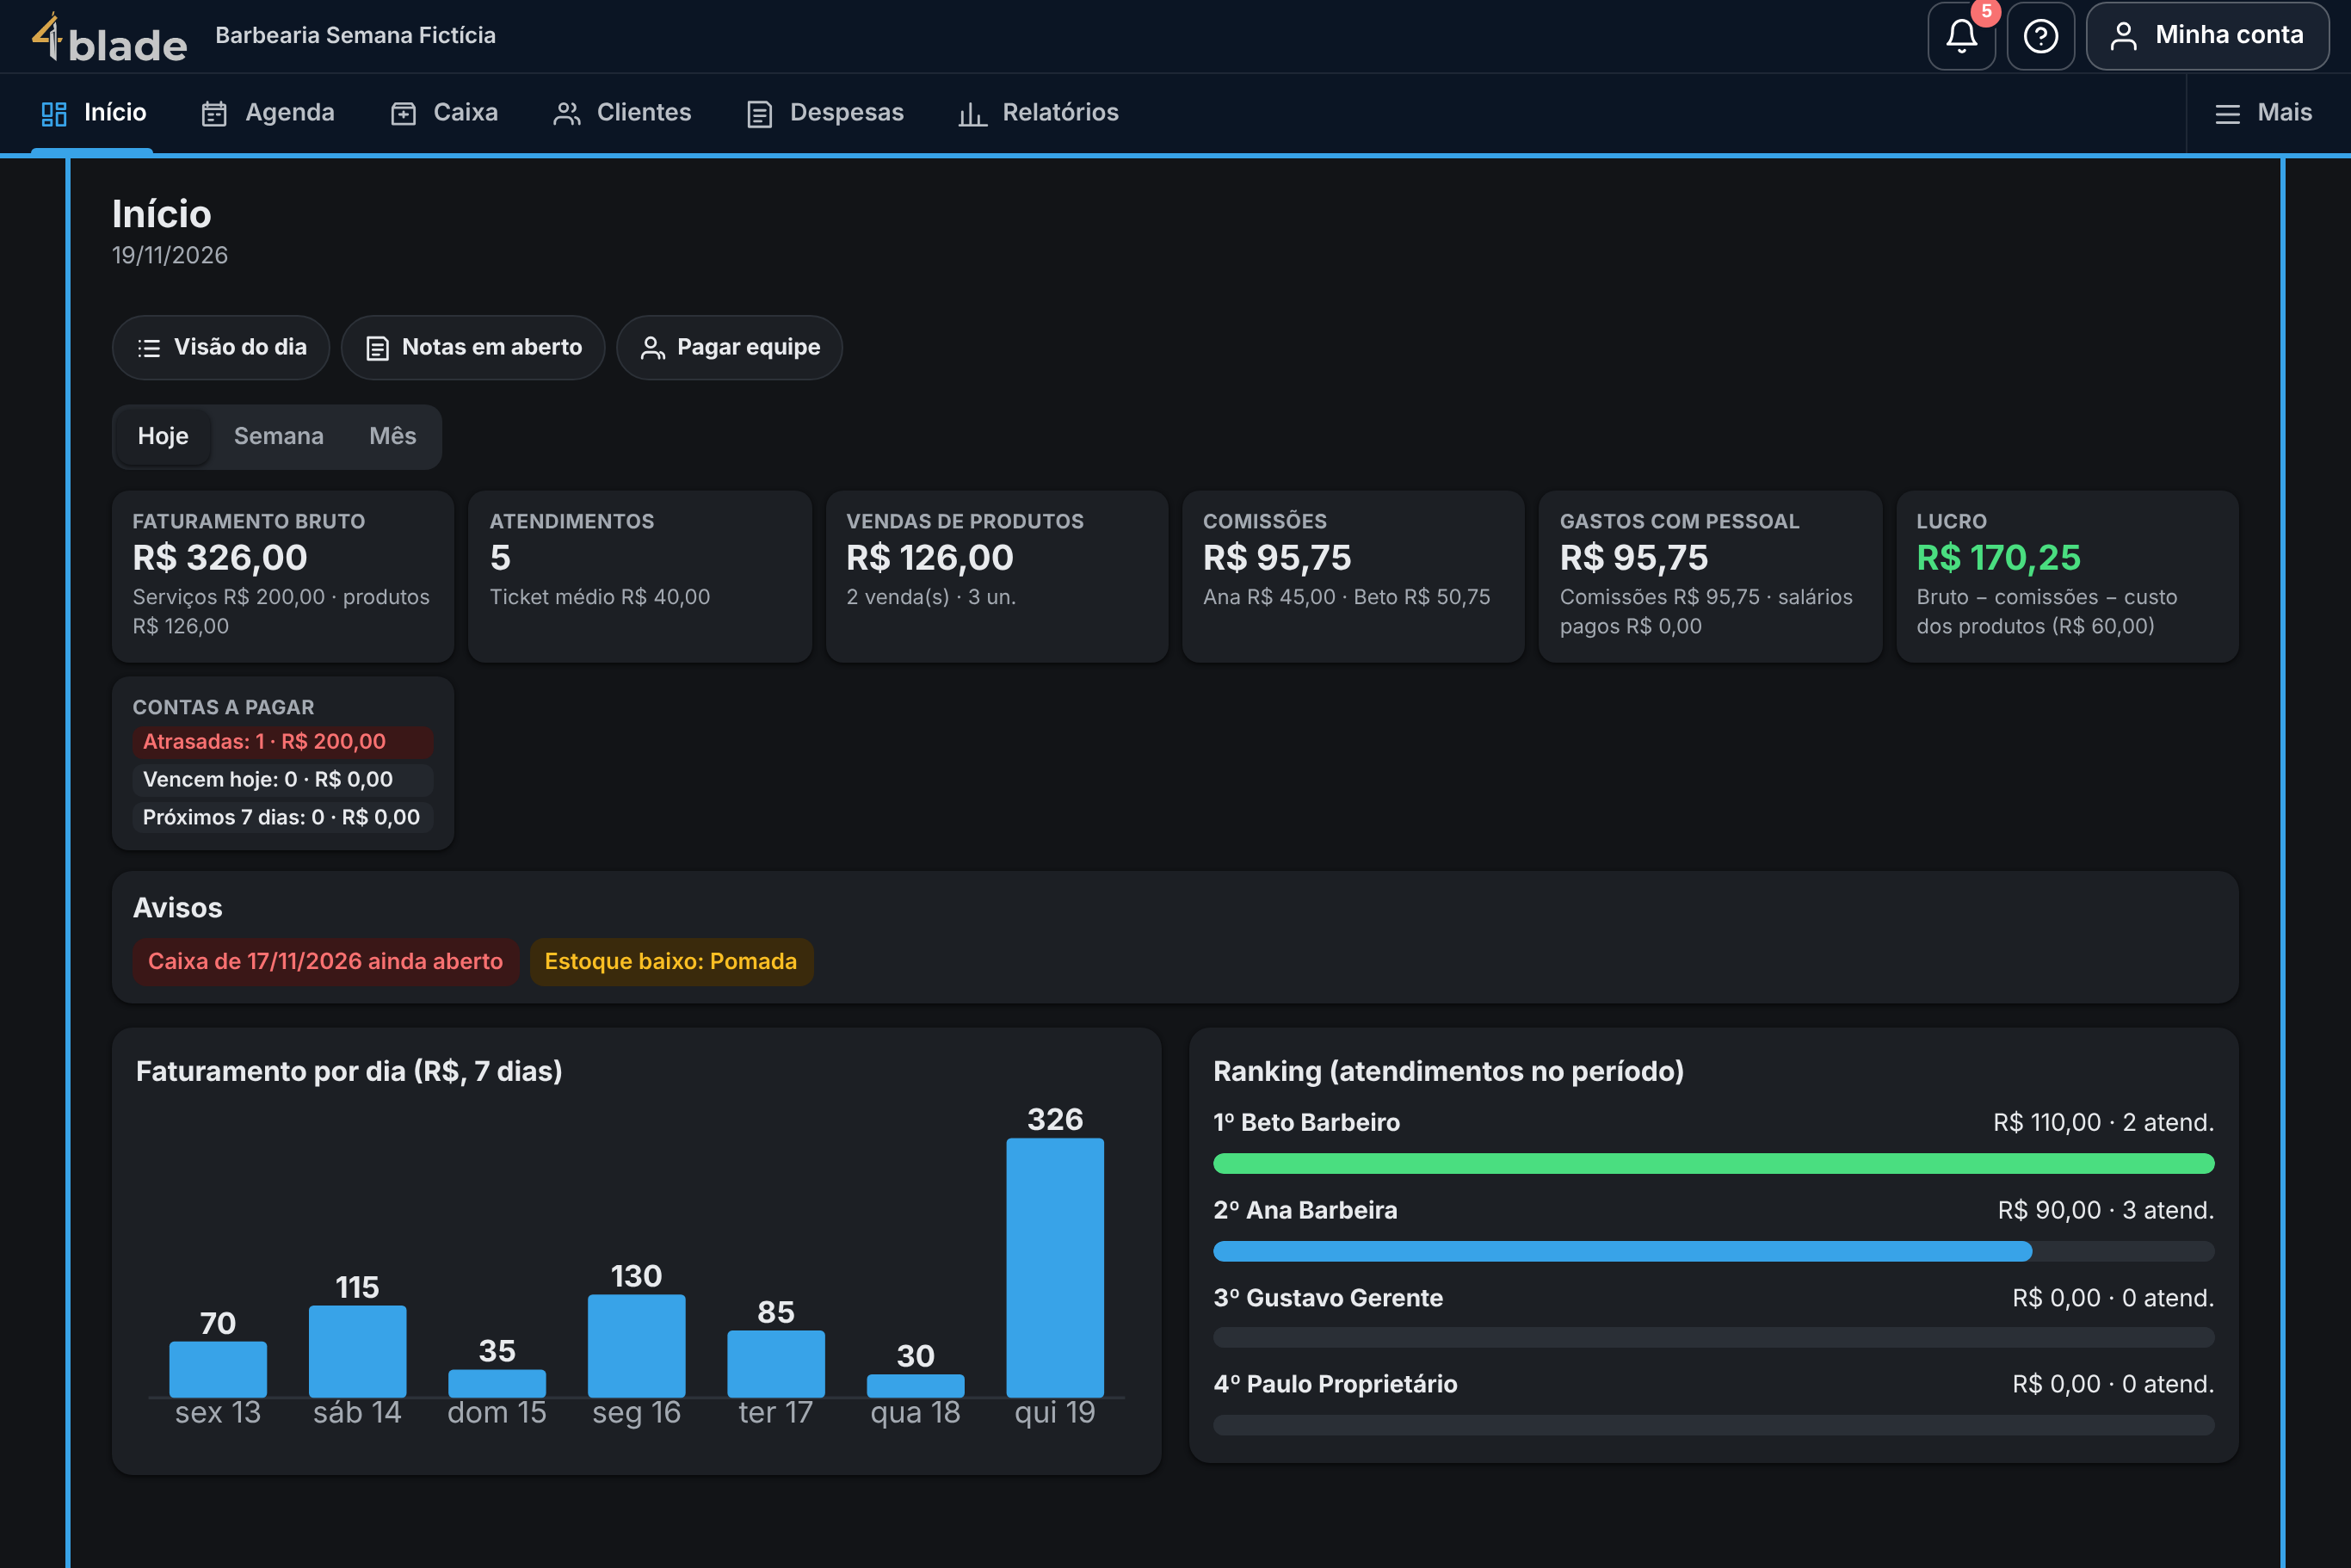 4blade
Barbearia Semana Fictícia
5
Minha conta
Início
Agenda
Caixa
Clientes
Despesas
Relatórios
Mais
Início
19/11/2026
Visão do dia
Notas em aberto
Pagar equipe
Hoje
Semana
Mês
FATURAMENTO BRUTO
R$ 326,00
Serviços R$ 200,00 · produtos
R$ 126,00
ATENDIMENTOS
5
Ticket médio R$ 40,00
VENDAS DE PRODUTOS
R$ 126,00
2 venda(s) · 3 un.
COMISSÕES
R$ 95,75
Ana R$ 45,00 · Beto R$ 50,75
GASTOS COM PESSOAL
R$ 95,75
Comissões R$ 95,75 · salários
pagos R$ 0,00
LUCRO
R$ 170,25
Bruto − comissões − custo
dos produtos (R$ 60,00)
CONTAS A PAGAR
Atrasadas: 1 · R$ 200,00
Vencem hoje: 0 · R$ 0,00
Próximos 7 dias: 0 · R$ 0,00
Avisos
Caixa de 17/11/2026 ainda aberto
Estoque baixo: Pomada
Faturamento por dia (R$, 7 dias)
70
115
35
130
85
30
326
sex 13
sáb 14
dom 15
seg 16
ter 17
qua 18
qui 19
Ranking (atendimentos no período)
1º Beto Barbeiro
R$ 110,00 · 2 atend.
2º Ana Barbeira
R$ 90,00 · 3 atend.
3º Gustavo Gerente
R$ 0,00 · 0 atend.
4º Paulo Proprietário
R$ 0,00 · 0 atend.